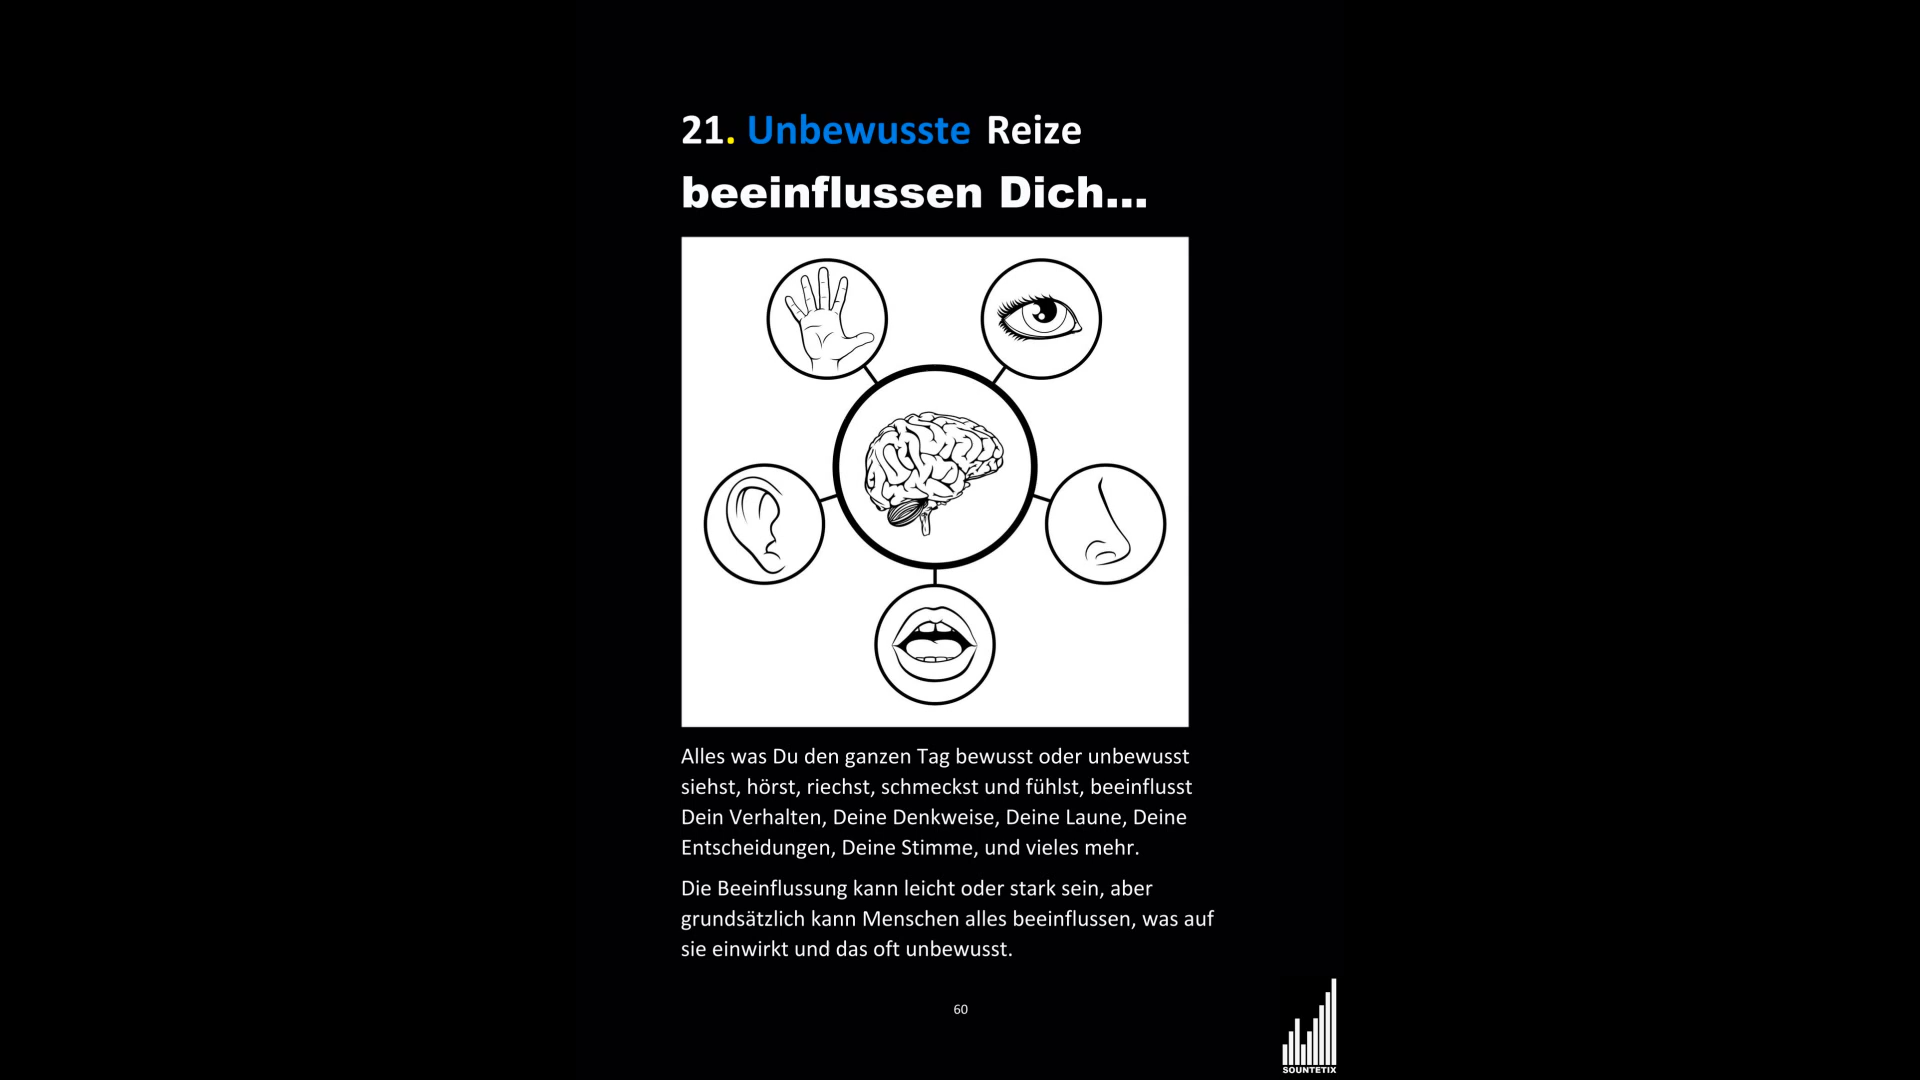 21. Unbewusste Reize
beeinflussen Dich...
Alles was Du den ganzen Tag bewusst oder unbewusst
siehst, hörst, riechst, schmeckst und fühlst, beeinflusst
Dein Verhalten, Deine Denkweise, Deine Laune, Deine
Entscheidungen, Deine Stimme, und vieles mehr.
Die Beeinflussung kann leicht oder stark sein, aber
grundsätzlich kann Menschen alles beeinflussen, was auf
sie einwirkt und das oft unbewusst.
60
SOUNTETIX